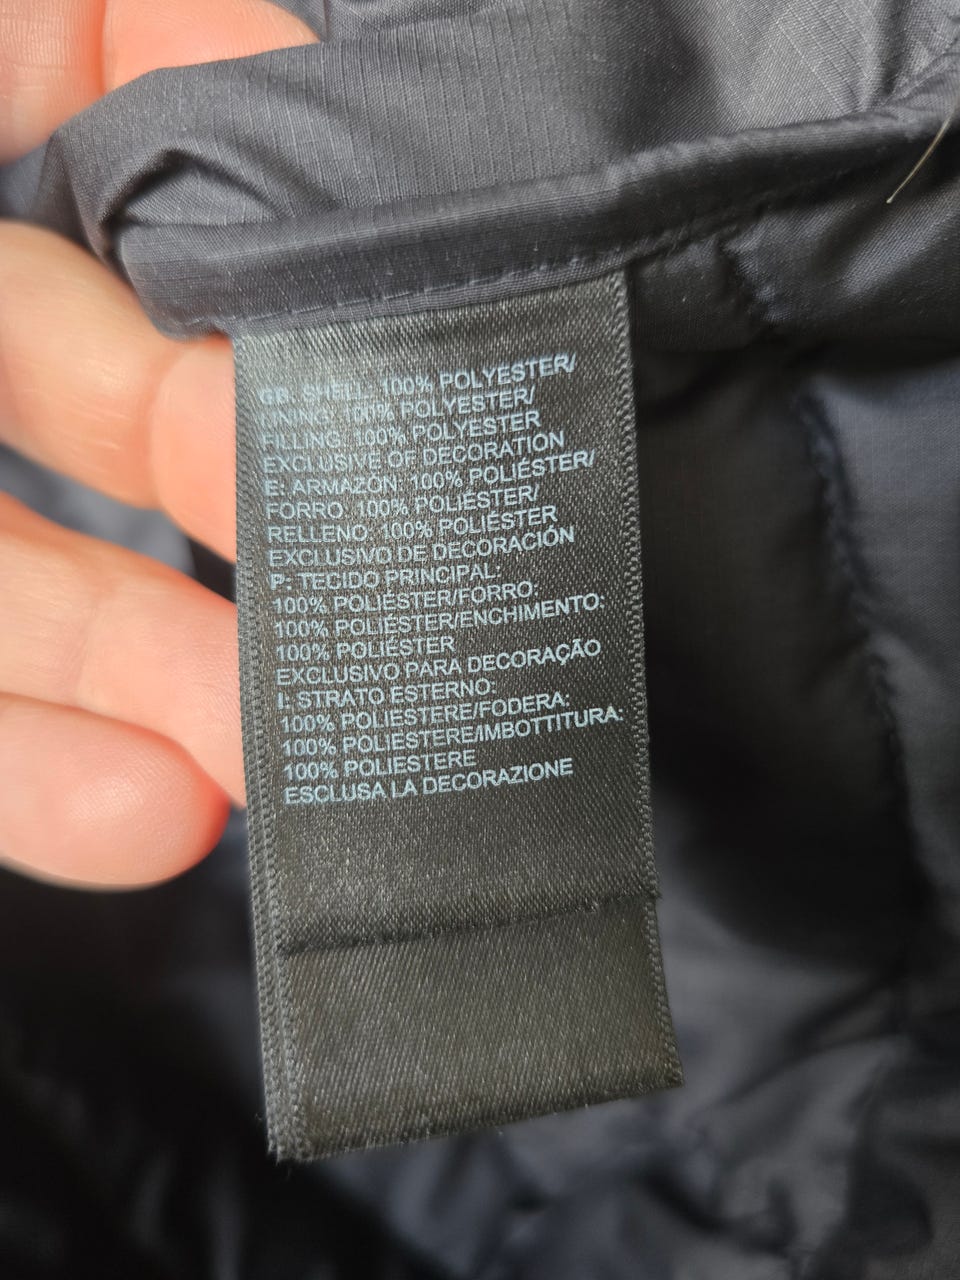 GB: SHELL: 100% POLYESTER/
LINING: 100% POLYESTER/
FILLING: 100% POLYESTER
EXCLUSIVE OF DECORATION
E: ARMAZÓN: 100% POLIÉSTER/
FORRO: 100% POLIÉSTER/
RELLENO: 100% POLIÉSTER
EXCLUSIVO DE DECORACIÓN
P: TECIDO PRINCIPAL:
100% POLIÉSTER/FORRO:
100% POLIÉSTER/ENCHIMENTO:
100% POLIÉSTER
EXCLUSIVO PARA DECORAÇÃO
I: STRATO ESTERNO:
100% POLIESTERE/FODERA:
100% POLIESTERE/IMBOTTITURA:
100% POLIESTERE
ESCLUSA LA DECORAZIONE